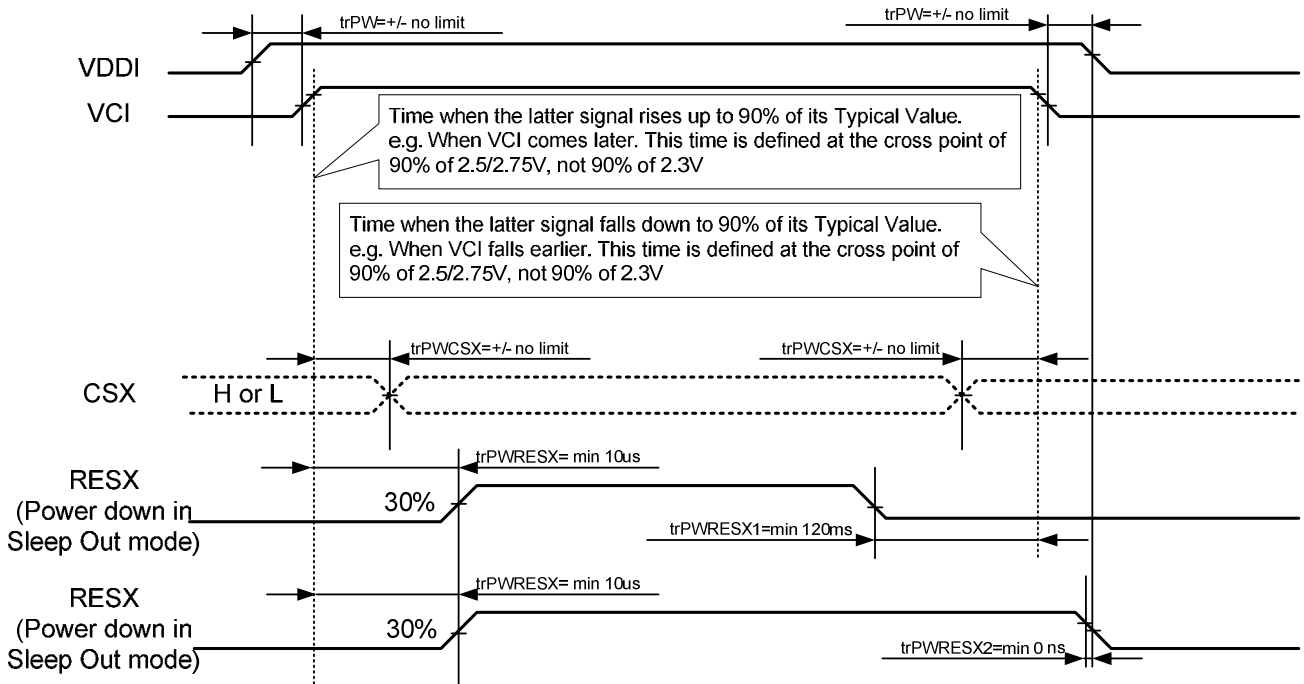 trPW=+/- no limit
trPW=+/- no limit
VDDI
VCI
Time when the latter signal rises up to 90% of its Typical Value.
e.g. When VCI comes later. This time is defined at the cross point of
90% of 2.5/2.75V, not 90% of 2.3V
Time when the latter signal falls down to 90% of its Typical Value.
e.g. When VCI falls earlier. This time is defined at the cross point of
90% of 2.5/2.75V, not 90% of 2.3V
trPWCSX=+/- no limit
trPWCSX=+/- no limit
CSX
H or L
trPWRESX= min 10us
RESX
(Power down in
Sleep Out mode)
30%
trPWRESX1=min 120ms
trPWRESX= min 10us
RESX
(Power down in
Sleep Out mode)
30%
trPWRESX2=min 0 ns